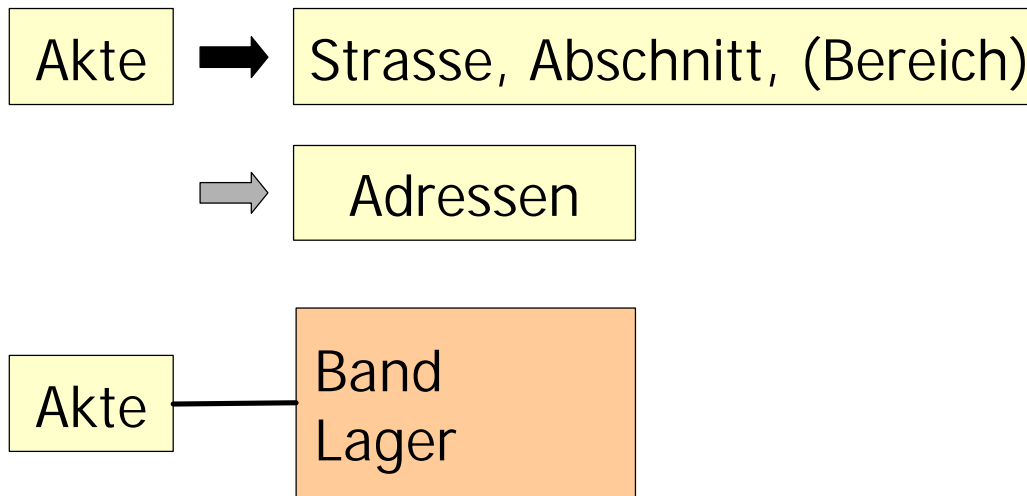 Akte
Strasse, Abschnitt, (Bereich)
Adressen
Akte
Band
Lager